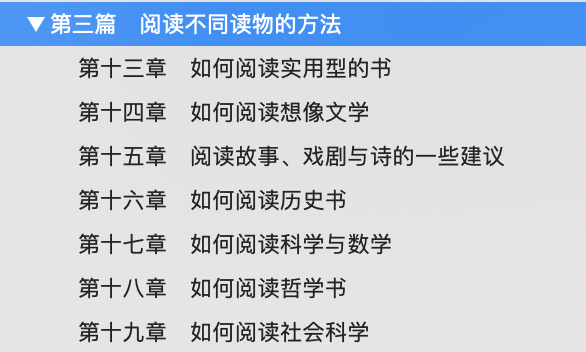 ▼第三篇　阅读不同读物的方法
第十三章　如何阅读实用型的书
第十四章　如何阅读想像文学
第十五章　阅读故事、戏剧与诗的一些建议
第十六章　如何阅读历史书
第十七章　如何阅读科学与数学
第十八章　如何阅读哲学书
第十九章　如何阅读社会科学